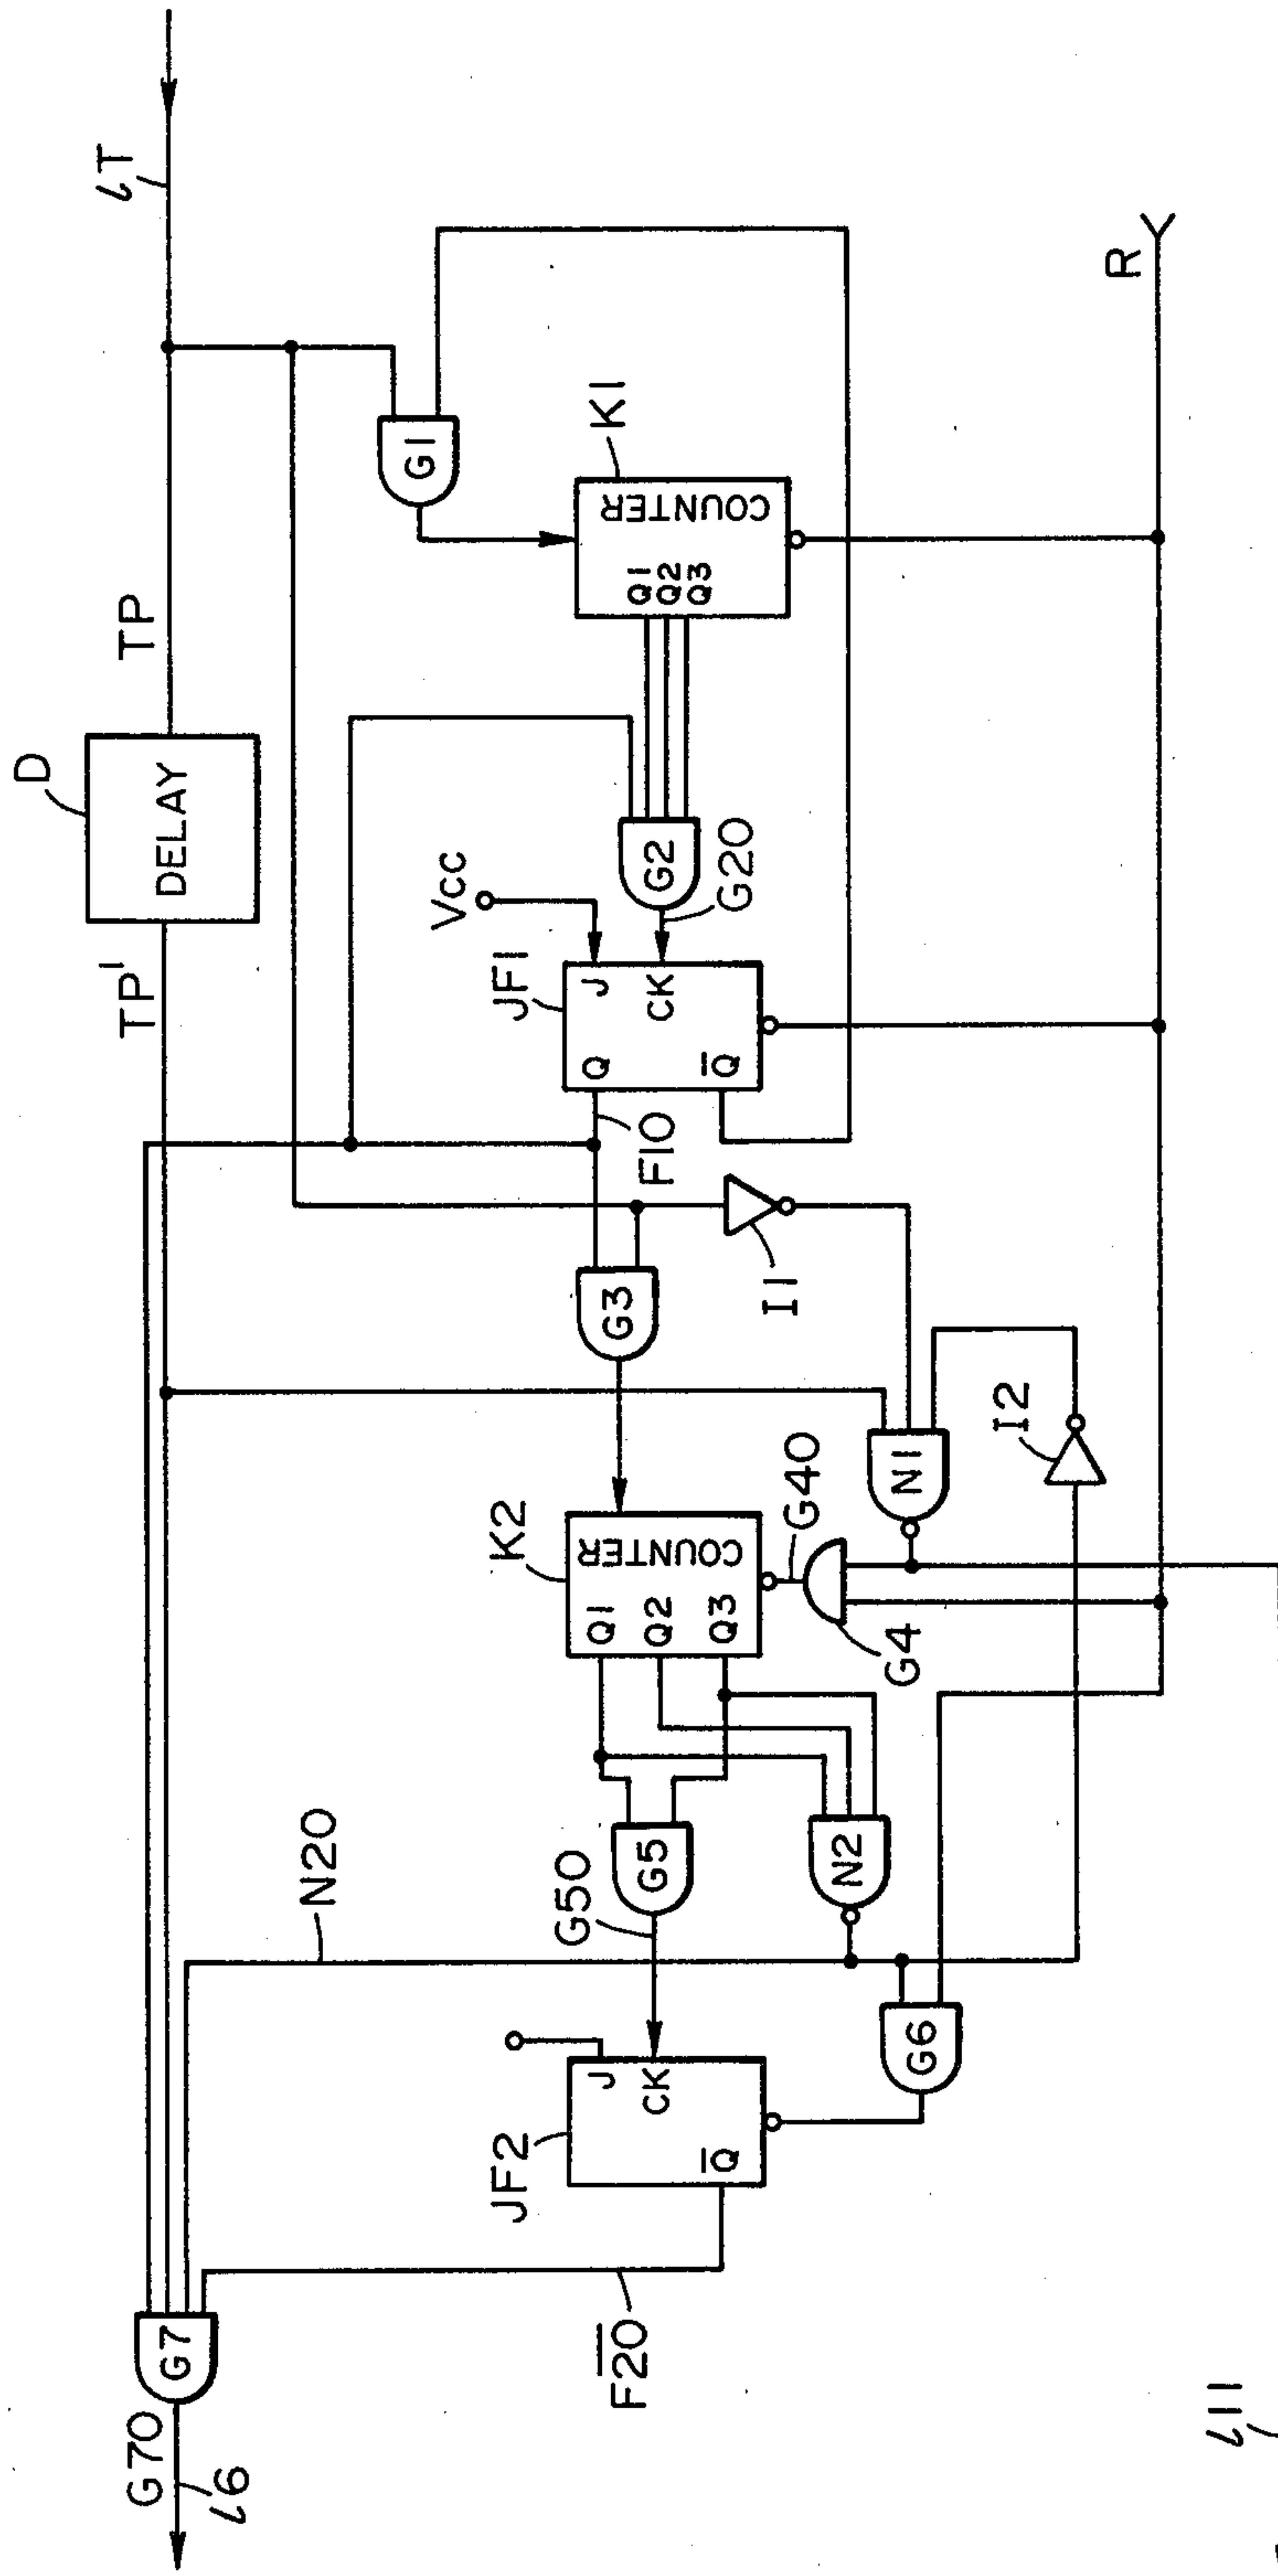 ℓT
TP
D
DELAY
TP'
G1
K1
COUNTER
Q1
Q2
Q3
R
Vcc
G2
G20
JF1
J
CK
Q
Q̅
F10
G3
I1
K2
COUNTER
Q1
Q2
Q3
G40
G4
N1
I2
N20
G5
G50
N2
G6
JF2
J
CK
Q̅
F̅2̅0̅
G7
G70
ℓ6
ℓ11